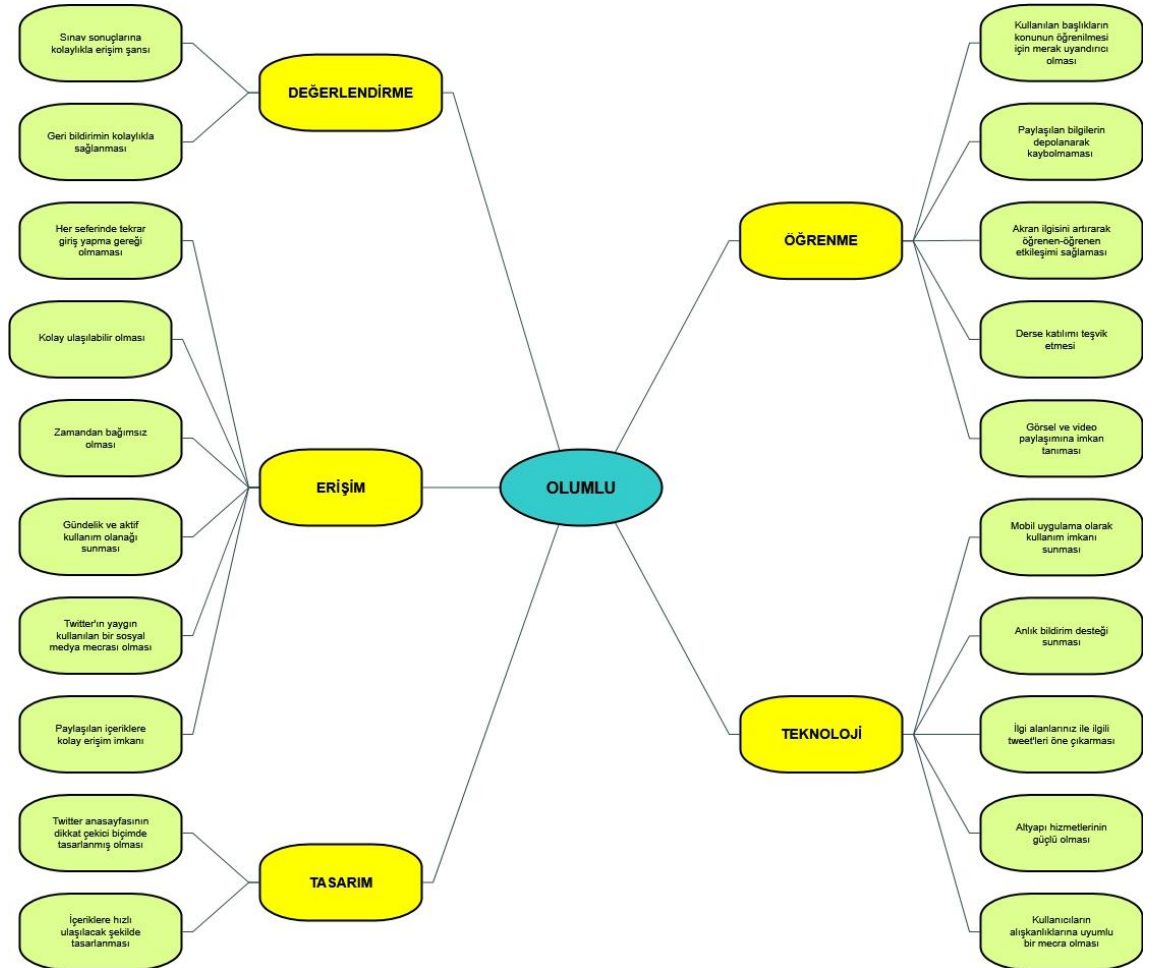 Sınav sonuçlarına
kolaylıkla erişim şansı
DEĞERLENDİRME
Geri bildirimin kolaylıkla
sağlanması
Her seferinde tekrar
giriş yapma gereği
olmaması
Kolay ulaşılabilir olması
Zamandan bağımsız
olması
ERİŞİM
Gündelik ve aktif
kullanım olanağı
sunması
Twitter'ın yaygın
kullanılan bir sosyal
medya mecrası olması
Paylaşılan içeriklere
kolay erişim imkanı
Twitter anasayfasının
dikkat çekici biçimde
tasarlanmış olması
TASARIM
İçeriklere hızlı
ulaşılacak şekilde
tasarlanması
OLUMLU
Kullanılan başlıkların
konunun öğrenilmesi
için merak uyandırıcı
olması
Paylaşılan bilgilerin
depolanarak
kaybolmaması
ÖĞRENME
Akran ilgisini artırarak
öğrenen-öğrenen
etkileşimi sağlaması
Derse katılımı teşvik
etmesi
Görsel ve video
paylaşımına imkan
tanıması
Mobil uygulama olarak
kullanım imkanı
sunması
Anlık bildirim desteği
sunması
TEKNOLOJİ
İlgi alanlarınız ile ilgili
tweet'leri öne çıkarması
Altyapı hizmetlerinin
güçlü olması
Kullanıcıların
alışkanlıklarına uyumlu
bir mecra olması